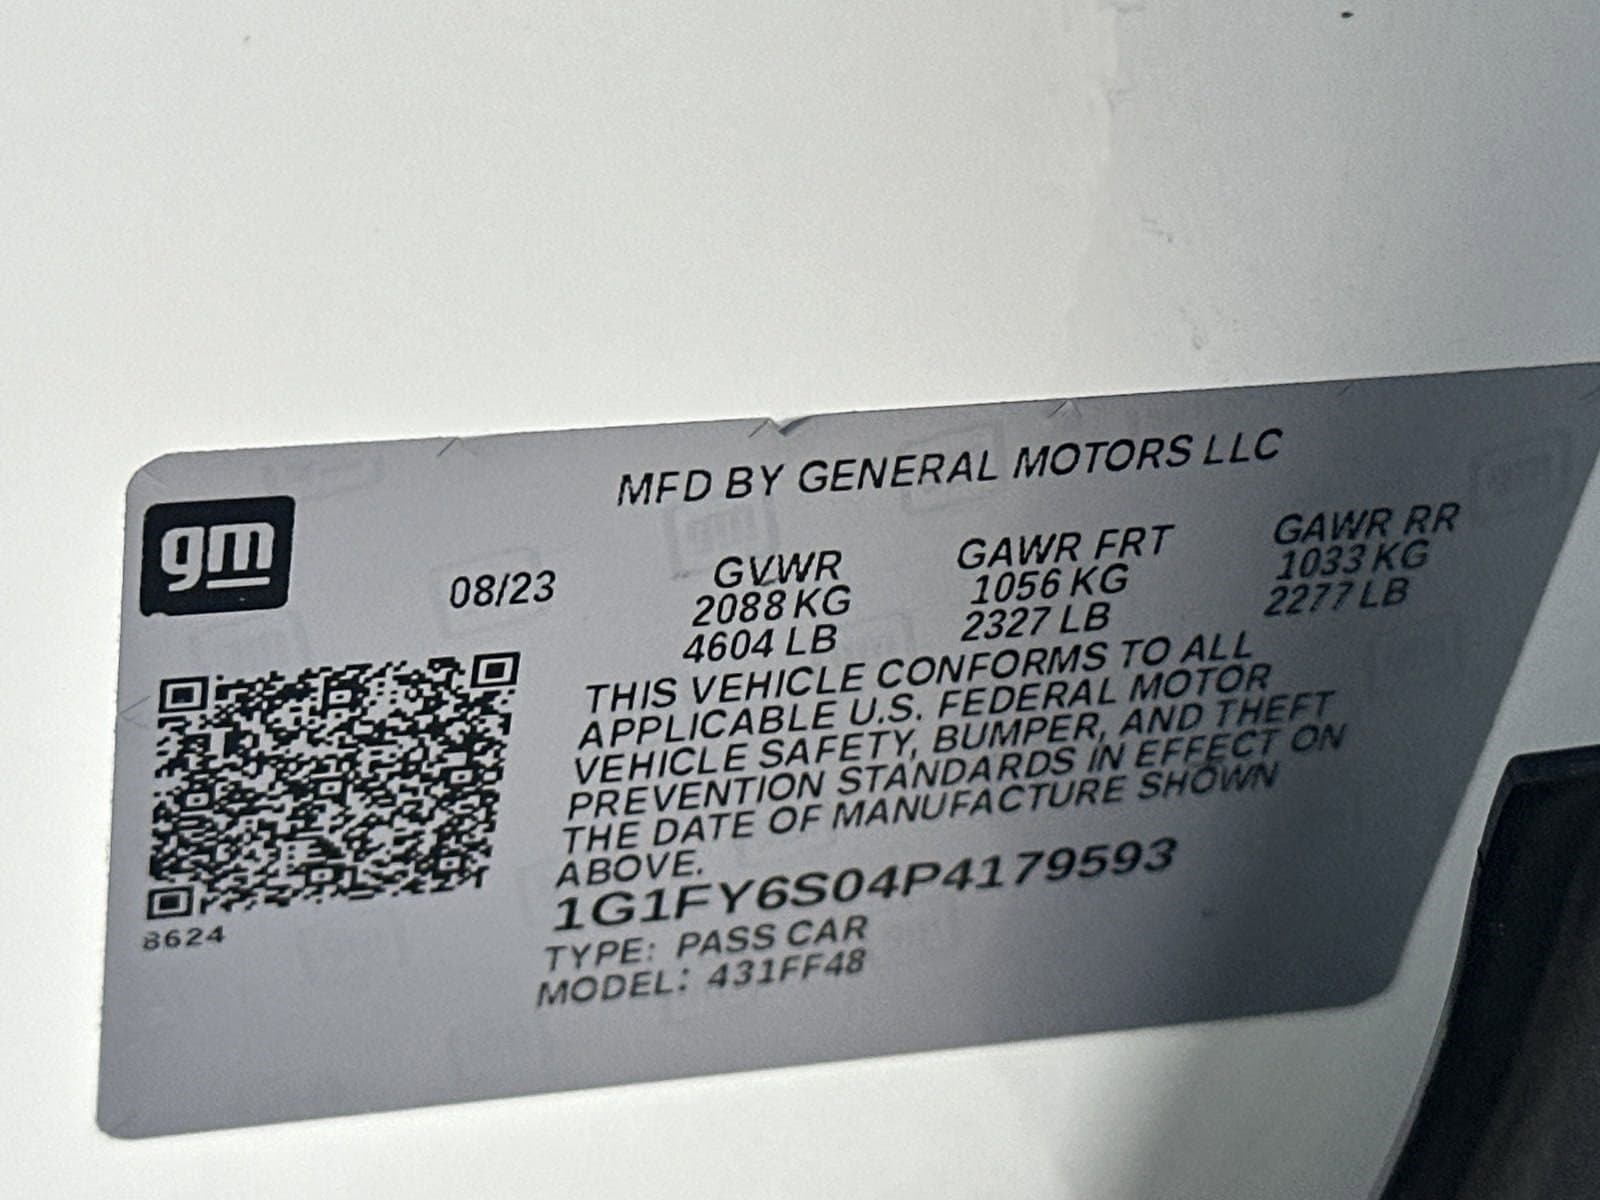 MFD BY GENERAL MOTORS LLC
gm
08/23
GVWR GAWR FRT GAWR RR
2088 KG 1056 KG 1033 KG
4604 LB 2327 LB 2277 LB
THIS VEHICLE CONFORMS TO ALL
APPLICABLE U.S. FEDERAL MOTOR
VEHICLE SAFETY, BUMPER, AND THEFT
PREVENTION STANDARDS IN EFFECT ON
THE DATE OF MANUFACTURE SHOWN
ABOVE.
1G1FY6S04P4179593
TYPE: PASS CAR
MODEL: 431FF48
8624